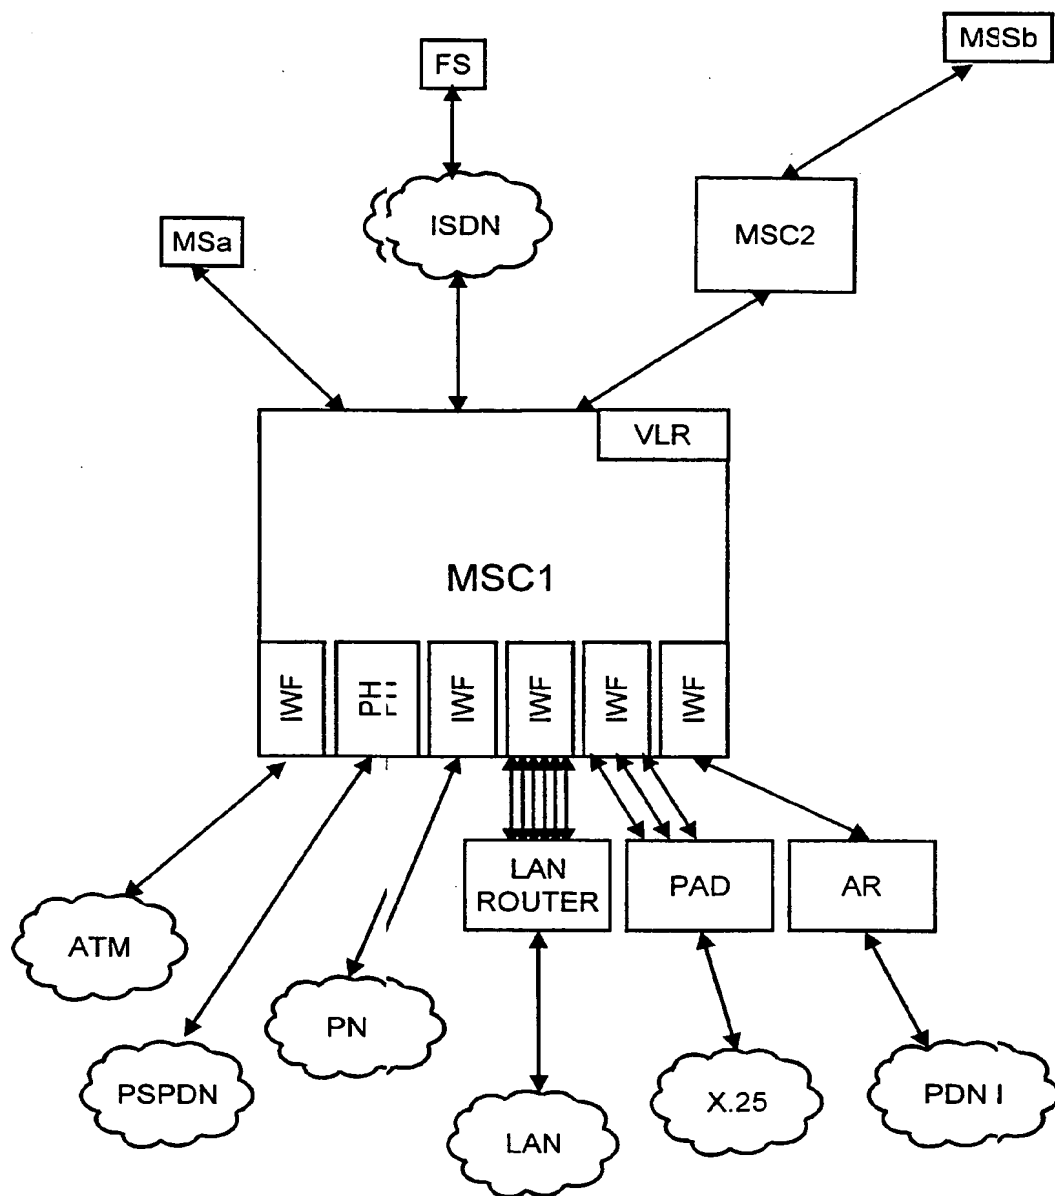 MSSb
FS
ISDN
MSC2
MSa
VLR
MSC1
IWF
PH
IWF
IWF
IWF
IWF
LAN
ROUTER
PAD
AR
ATM
PN
PSPDN
X.25
PDN I
LAN